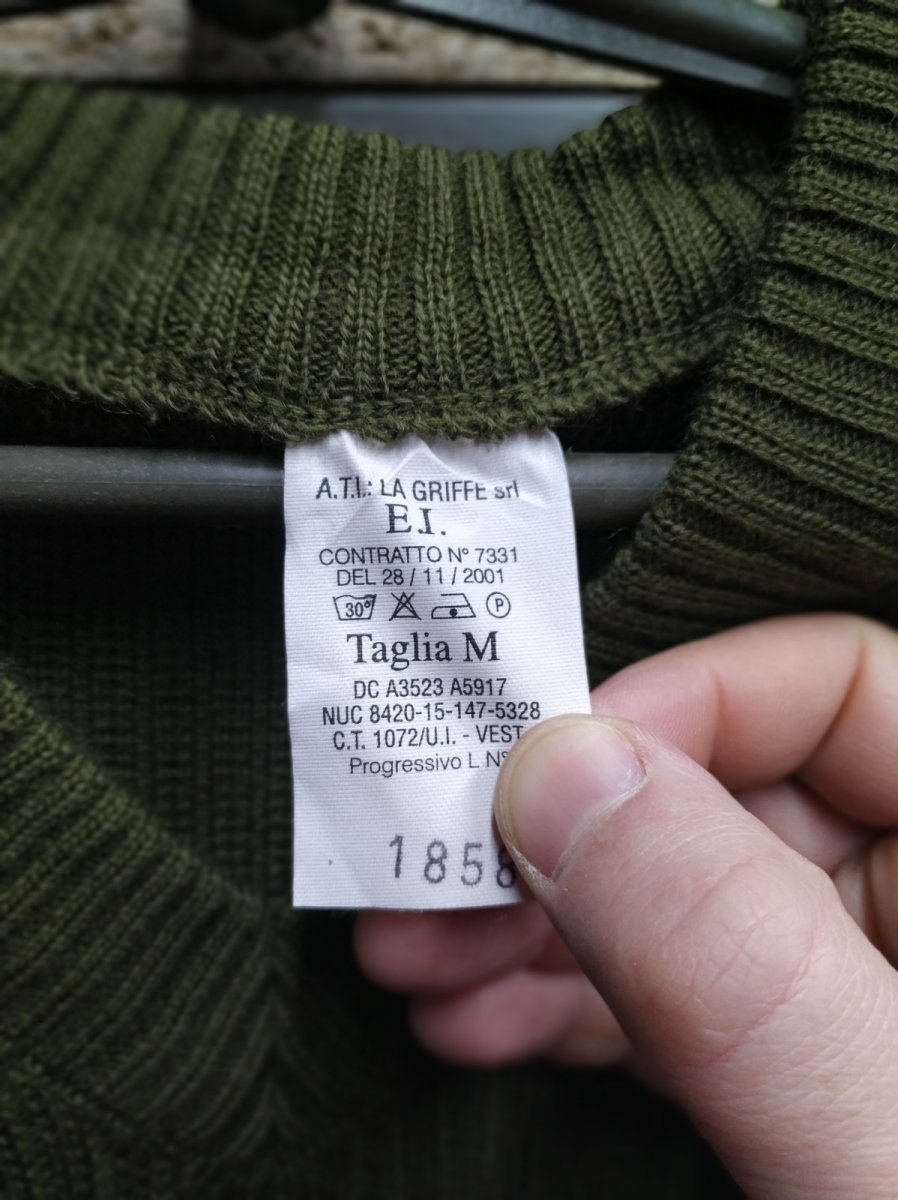 A.T.I.: LA GRIFFE srl
E.I.
CONTRATTO N° 7331
DEL 28 / 11 / 2001
30° P
Taglia M
DC A3523 A5917
NUC 8420-15-147-5328
C.T. 1072/U.I. - VEST
Progressivo L N°
1858